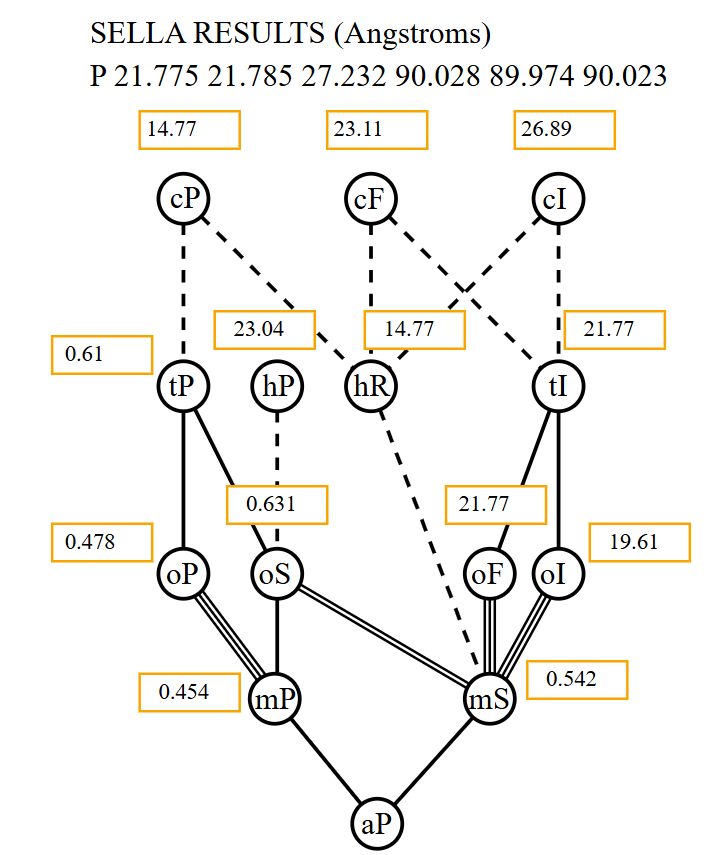 SELLA RESULTS (Angstroms)
P 21.775 21.785 27.232 90.028 89.974 90.023
14.77 23.11 26.89
cP cF cI
23.04 14.77 21.77
0.61
tP hP hR tI
0.631 21.77
0.478 19.61
oP oS oF oI
0.454 0.542
mP mS
aP